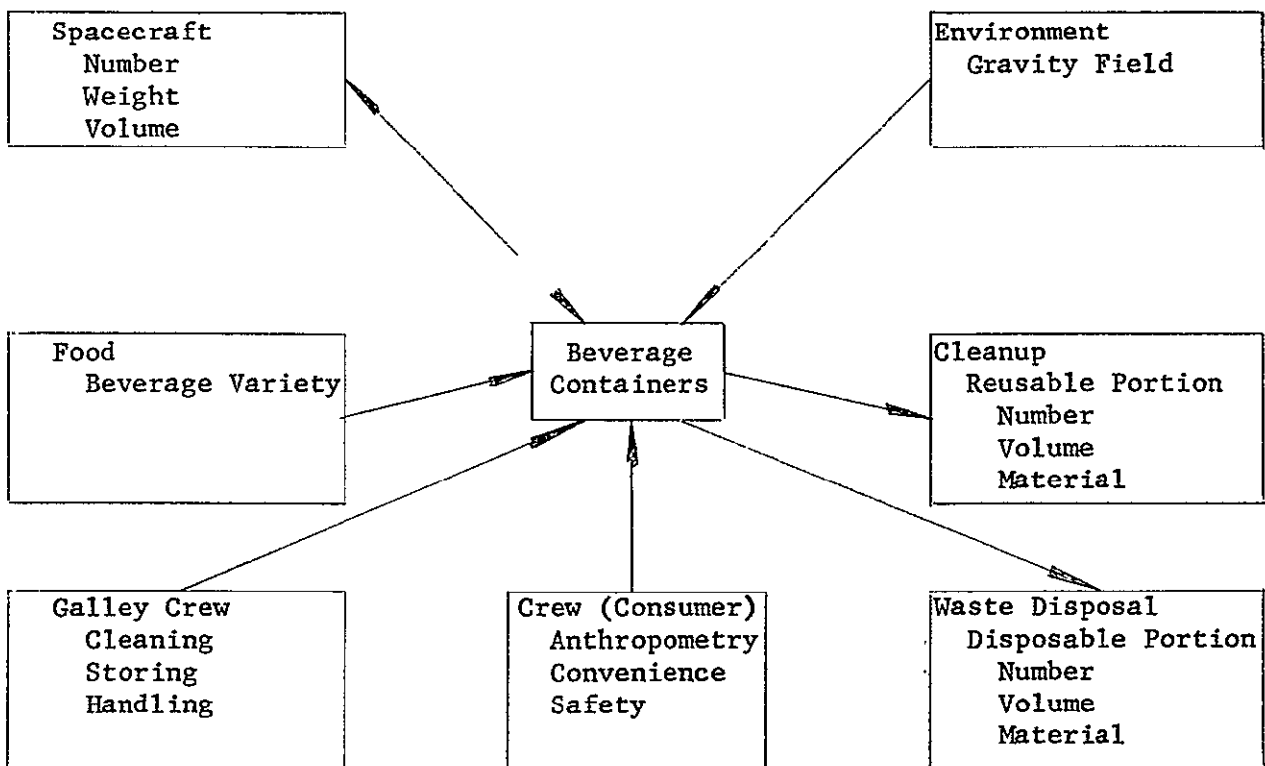 Spacecraft
Number
Weight
Volume
Environment
Gravity Field
Food
Beverage Variety
Beverage
Containers
Cleanup
Reusable Portion
Number
Volume
Material
Galley Crew
Cleaning
Storing
Handling
Crew (Consumer)
Anthropometry
Convenience
Safety
Waste Disposal
Disposable Portion
Number
Volume
Material